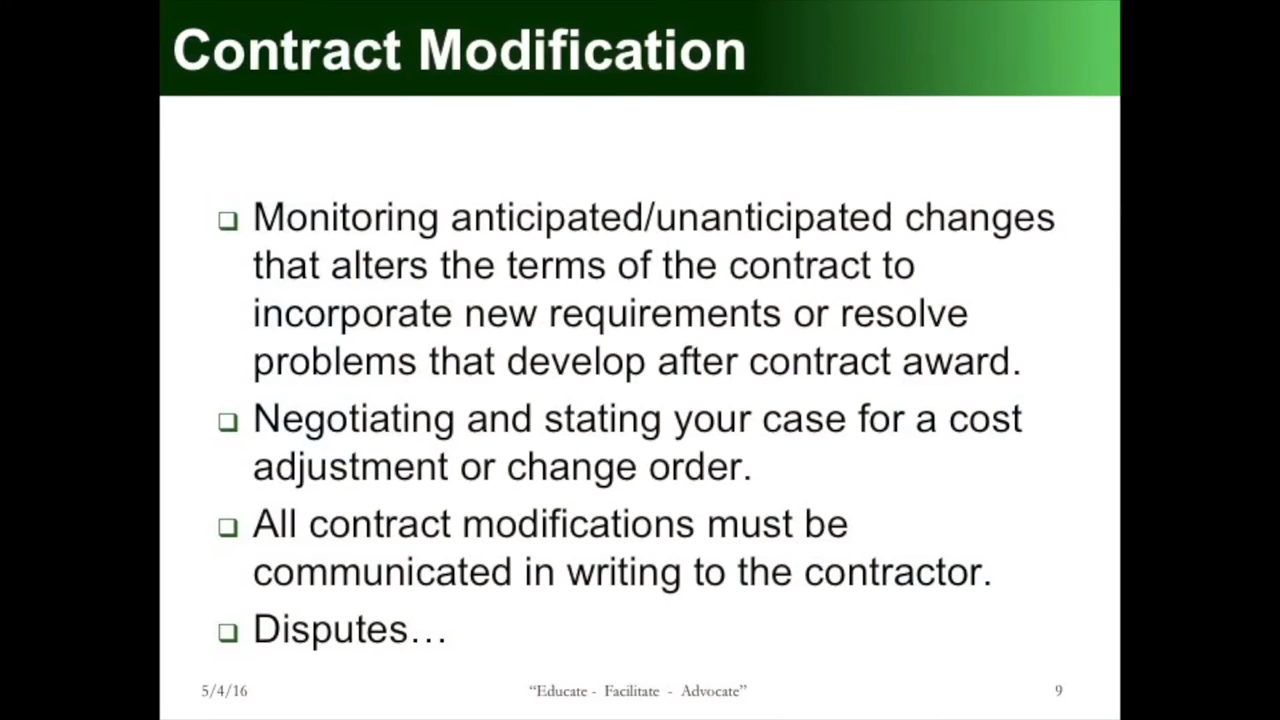 Contract Modification
❑ Monitoring anticipated/unanticipated changes
that alters the terms of the contract to
incorporate new requirements or resolve
problems that develop after contract award.
❑ Negotiating and stating your case for a cost
adjustment or change order.
❑ All contract modifications must be
communicated in writing to the contractor.
❑ Disputes…
5/4/16 “Educate - Facilitate - Advocate” 9